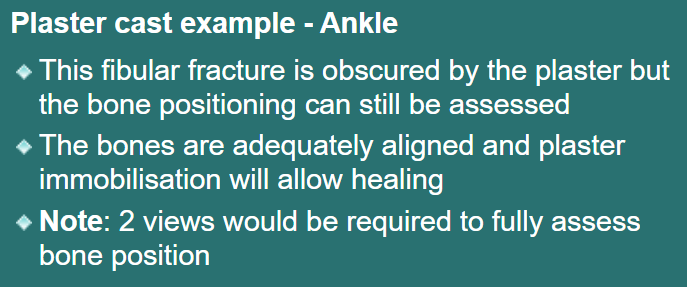 Plaster cast example - Ankle
This fibular fracture is obscured by the plaster but
the bone positioning can still be assessed
The bones are adequately aligned and plaster
immobilisation will allow healing
Note: 2 views would be required to fully assess
bone position